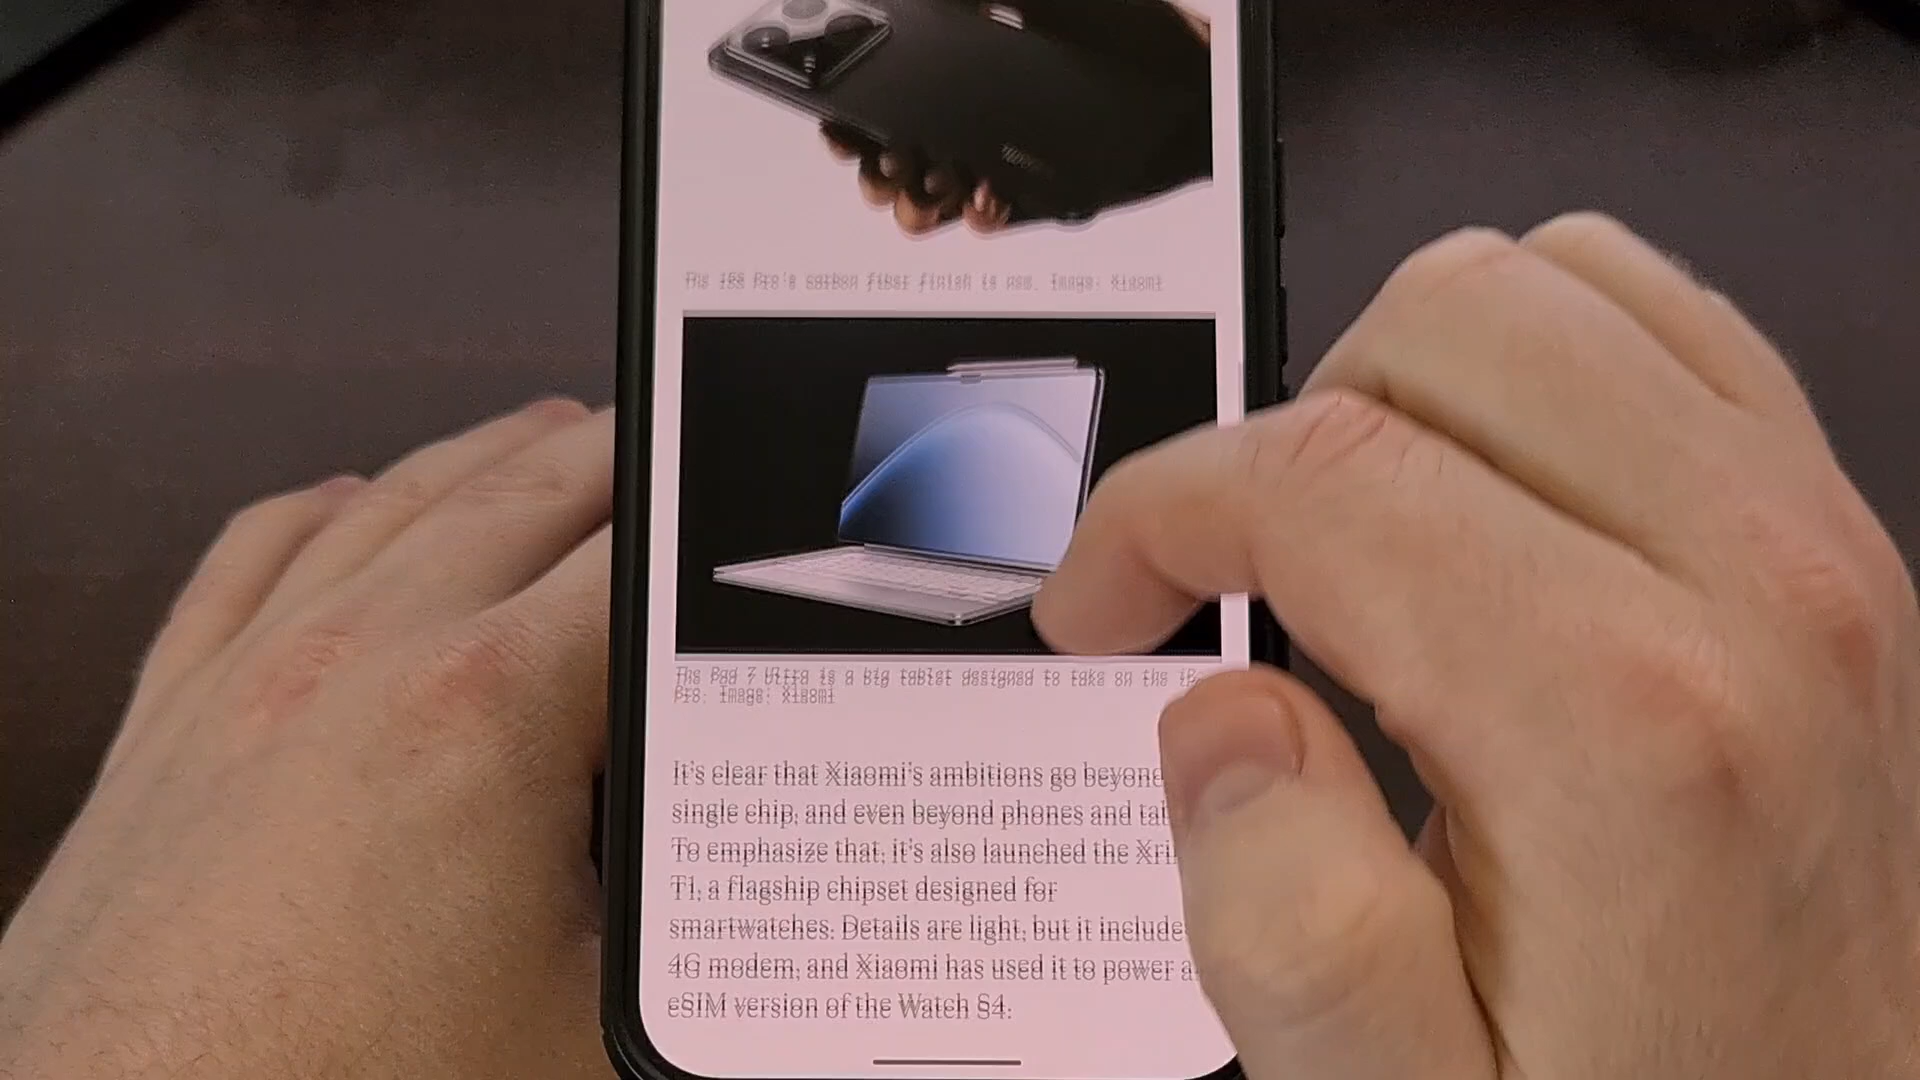 The 15S Pro's carbon fiber finish is new. Image: Xiaomi
The Pad 7 Ultra is a big tablet designed to take on the iP
Pro. Image: Xiaomi
It's clear that Xiaomi's ambitions go beyond
single chip, and even beyond phones and tab
To emphasize that, it's also launched the Xri
T1, a flagship chipset designed for
smartwatches. Details are light, but it include
4G modem, and Xiaomi has used it to power a
eSIM version of the Watch S4.